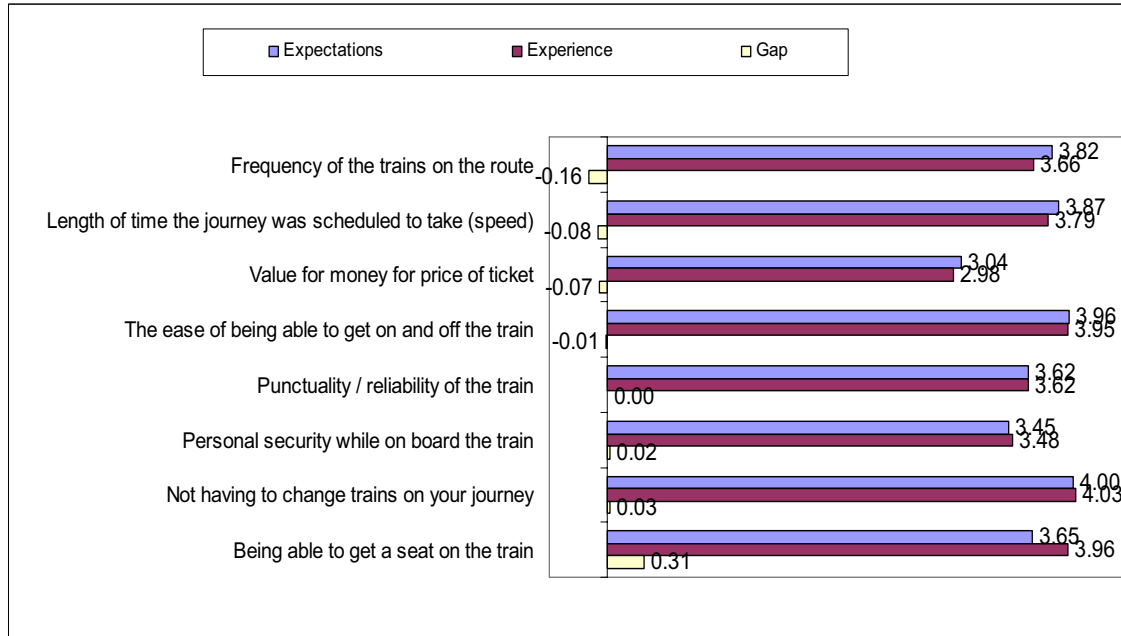 Expectations Experience Gap
Frequency of the trains on the route 3.82
3.66
-0.16
Length of time the journey was scheduled to take (speed) 3.87
3.79
-0.08
Value for money for price of ticket 3.04
2.98
-0.07
The ease of being able to get on and off the train 3.96
3.95
-0.01
Punctuality / reliability of the train 3.62
3.62
0.00
Personal security while on board the train 3.45
3.48
0.02
Not having to change trains on your journey 4.00
4.03
0.03
Being able to get a seat on the train 3.65
3.96
0.31